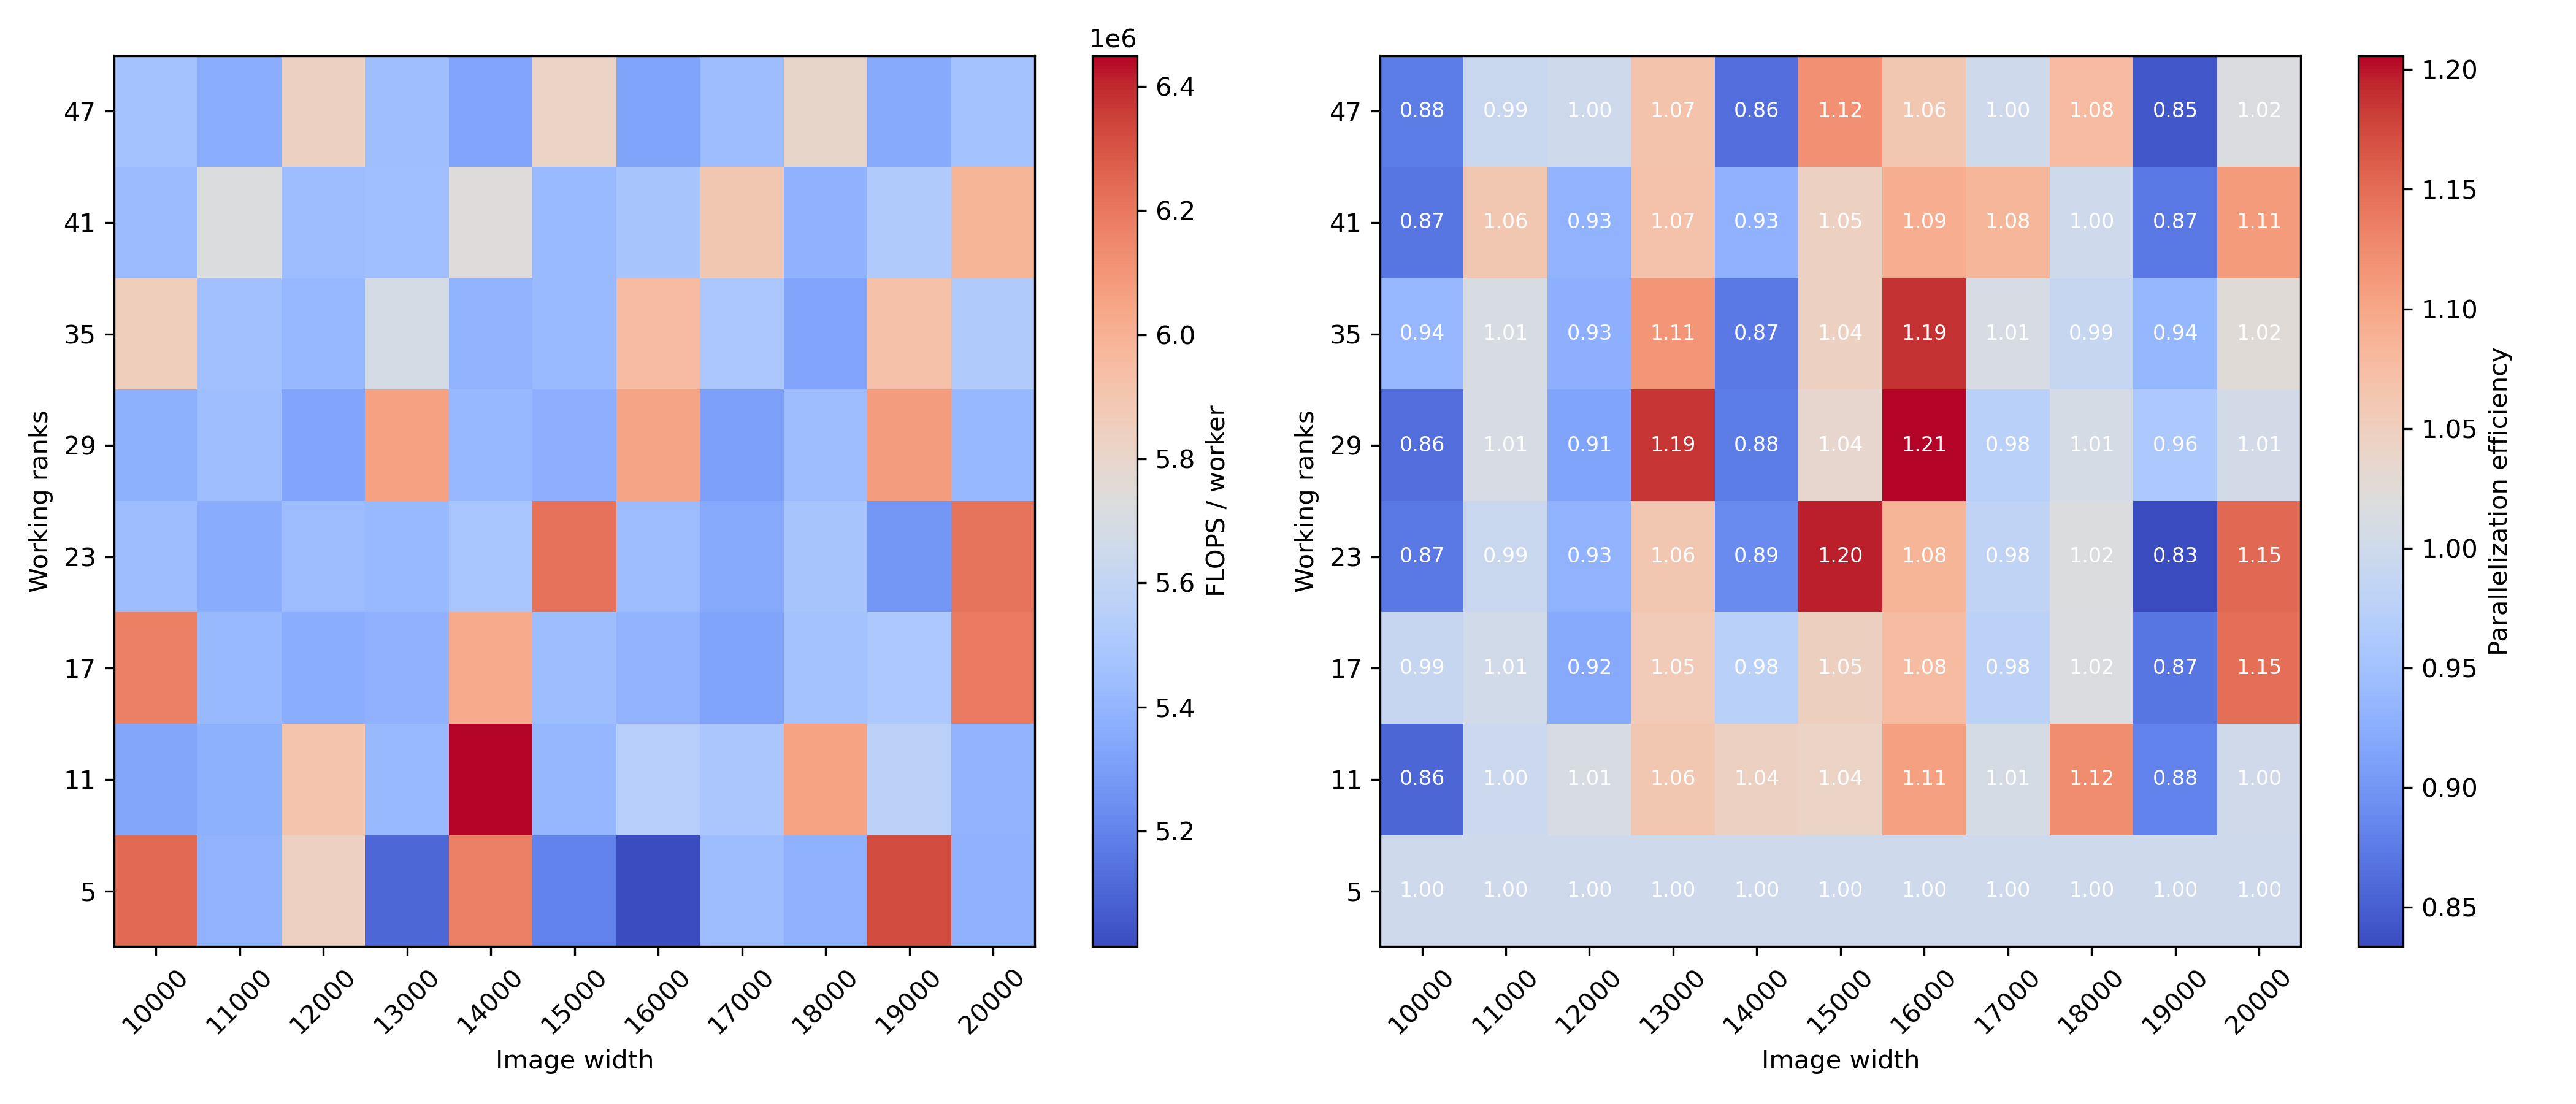 1e6
47
41
35
29
23
17
11
5
Working ranks
10000 11000 12000 13000 14000 15000 16000 17000 18000 19000 20000
Image width
6.4
6.2
6.0
5.8
5.6
5.4
5.2
FLOPS / worker
47 0.88 0.99 1.00 1.07 0.86 1.12 1.06 1.00 1.08 0.85 1.02
41 0.87 1.06 0.93 1.07 0.93 1.05 1.09 1.08 1.00 0.87 1.11
35 0.94 1.01 0.93 1.11 0.87 1.04 1.19 1.01 0.99 0.94 1.02
29 0.86 1.01 0.91 1.19 0.88 1.04 1.21 0.98 1.01 0.96 1.01
23 0.87 0.99 0.93 1.06 0.89 1.20 1.08 0.98 1.02 0.83 1.15
17 0.99 1.01 0.92 1.05 0.98 1.05 1.08 0.98 1.02 0.87 1.15
11 0.86 1.00 1.01 1.06 1.04 1.04 1.11 1.01 1.12 0.88 1.00
5 1.00 1.00 1.00 1.00 1.00 1.00 1.00 1.00 1.00 1.00 1.00
Working ranks
10000 11000 12000 13000 14000 15000 16000 17000 18000 19000 20000
Image width
1.20
1.15
1.10
1.05
1.00
0.95
0.90
0.85
Parallelization efficiency